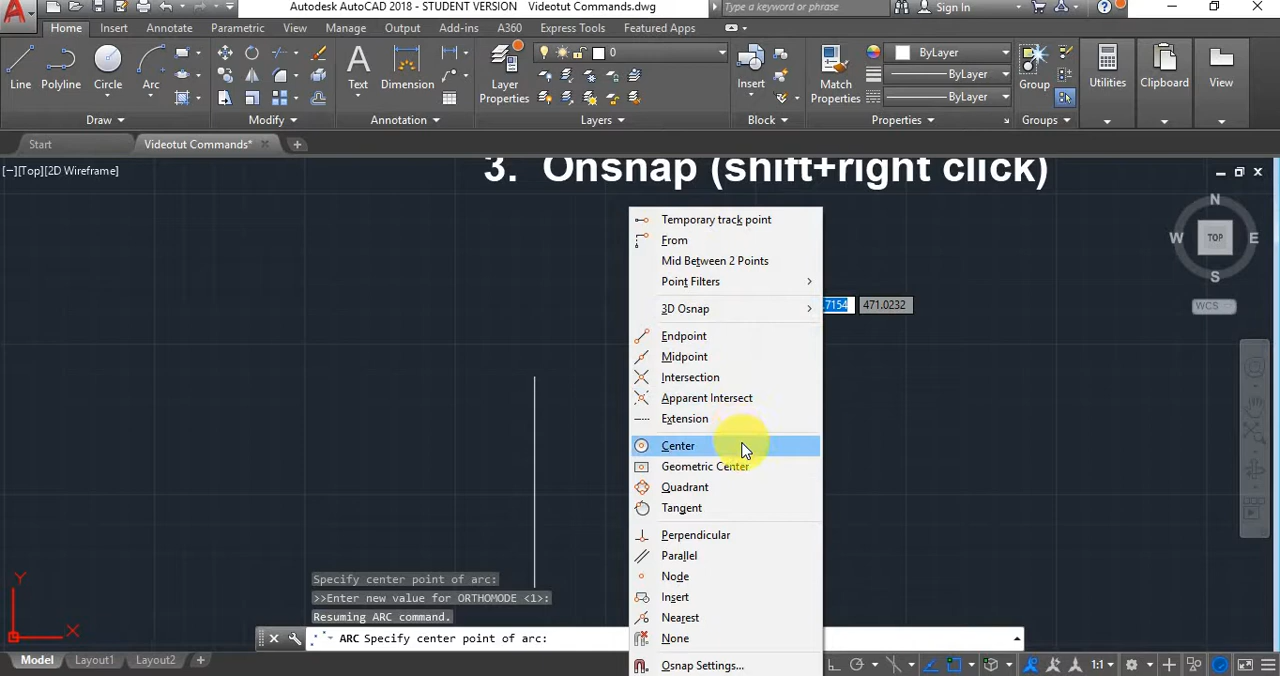 Autodesk AutoCAD 2018 - STUDENT VERSION Videotut Commands.dwg Type a keyword or phrase Sign In
Home Insert Annotate Parametric View Manage Output Add-ins A360 Express Tools Featured Apps
0 ByLayer
ByLayer
Line Polyline Circle Arc Text Dimension Layer Properties Insert Match Properties Group Utilities Clipboard View
ByLayer
Draw Modify Annotation Layers Block Properties Groups
Start Videotut Commands* +
[−][Top][2D Wireframe]
3. Onsnap (shift+right click)
N
W TOP E
S
WCS
Temporary track point
From
Mid Between 2 Points
Point Filters
3D Osnap
.7154 471.0232
Endpoint
Midpoint
Intersection
Apparent Intersect
Extension
Center
Geometric Center
Quadrant
Tangent
Perpendicular
Parallel
Node
Insert
Nearest
None
Osnap Settings...
Specify center point of arc:
>>Enter new value for ORTHOMODE <1>:
Resuming ARC command.
ARC Specify center point of arc:
Y
X
Model Layout1 Layout2 + 1:1